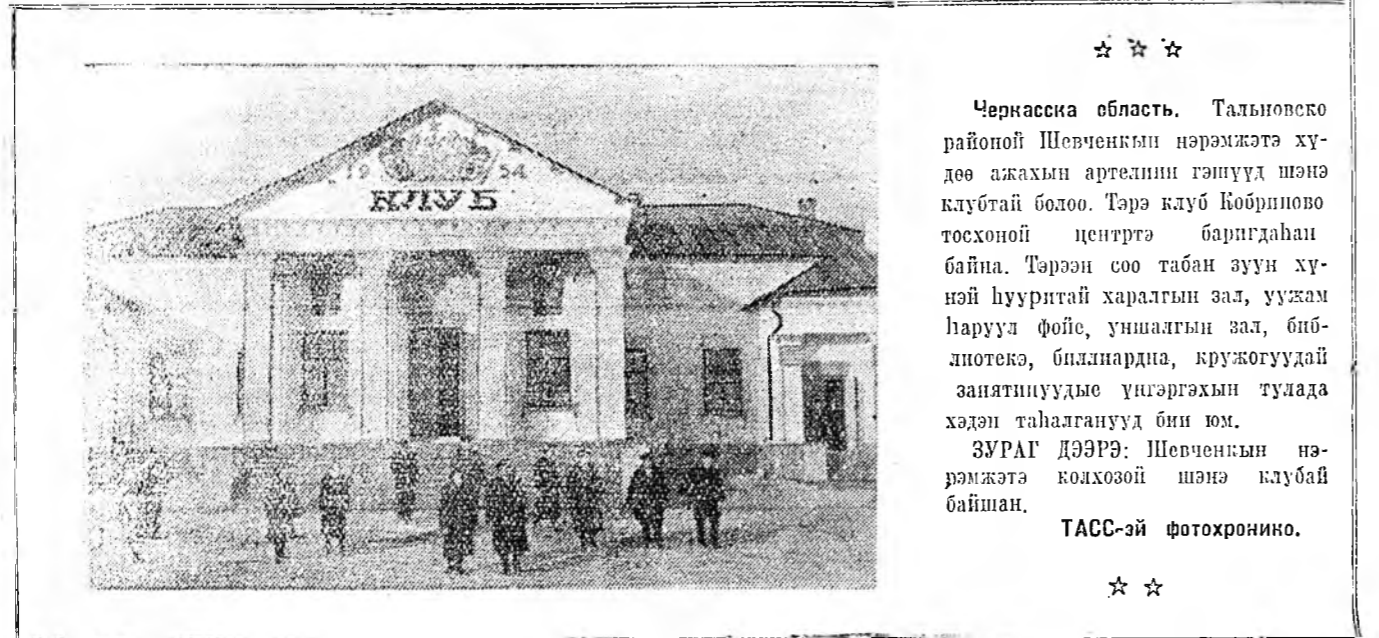 19 54
КЛУБ
☆ ☆ ☆
Черкасска область. Тальновско
районой Шевченкын нэрэмжэтэ хү-
дөө ажахын артелиин гэшүүд шэнэ
клубтай болоо. Тэрэ клуб Кобриново
тосхоной центртэ баригдаһан
байна. Тэрээн соо табан зуун хү-
нэй һууритай харалгын зал, уужам
һаруул фойе, уншалгын зал, биб-
лиотекэ, биллиардна, кружогуудай
занятинуудые үнгэргэхын тулада
хэдэн таһалганууд бии юм.
ЗУРАГ ДЭЭРЭ: Шевченкын нэ-
рэмжэтэ колхозой шэнэ клубай
байшан.
ТАСС-эй фотохронико.
☆ ☆